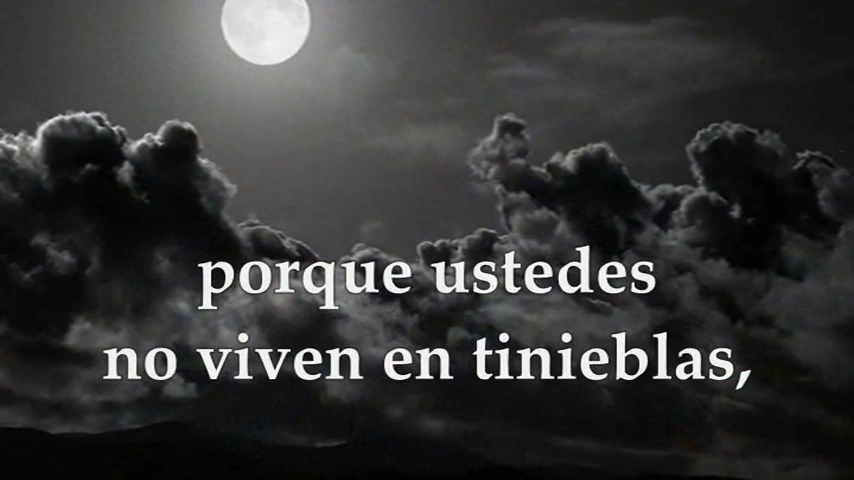 porque ustedes
no viven en tinieblas,